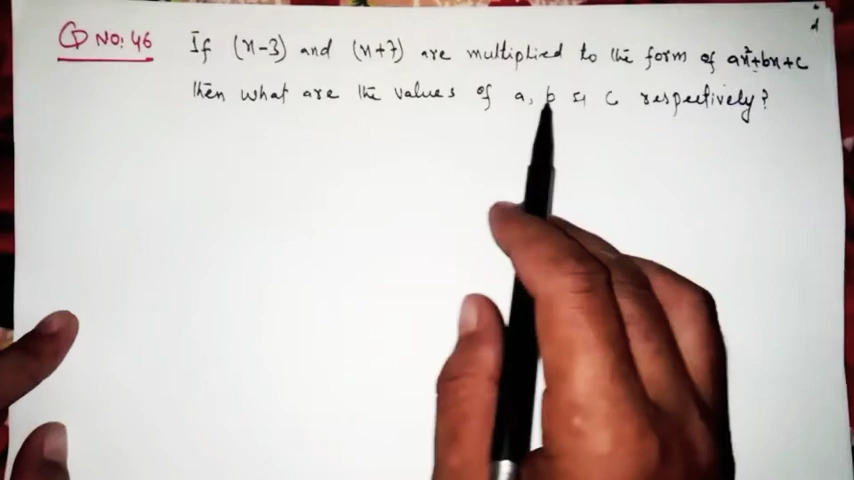 Q NO: 46 If (x-3) and (x+7) are multiplied to the form of ax²+bx+c
then what are the values of a, b & c respectively?